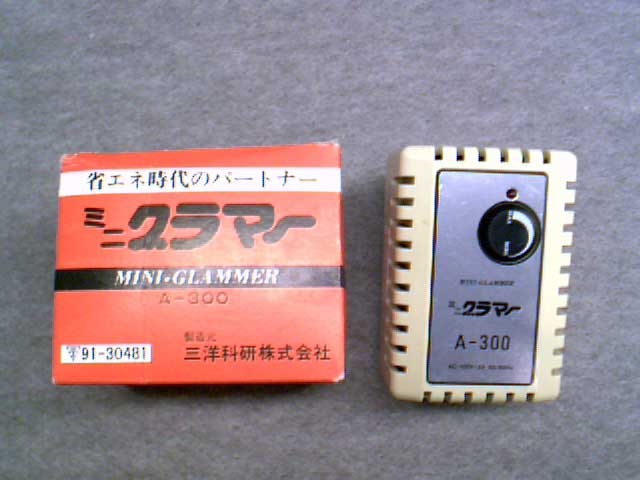 省エネ時代のパートナー
ミニグラマー
MINI・GLAMMER
A-300
製造元
〒91-30481
三洋科研株式会社
MINI-GLAMMER
ミニグラマー
A-300